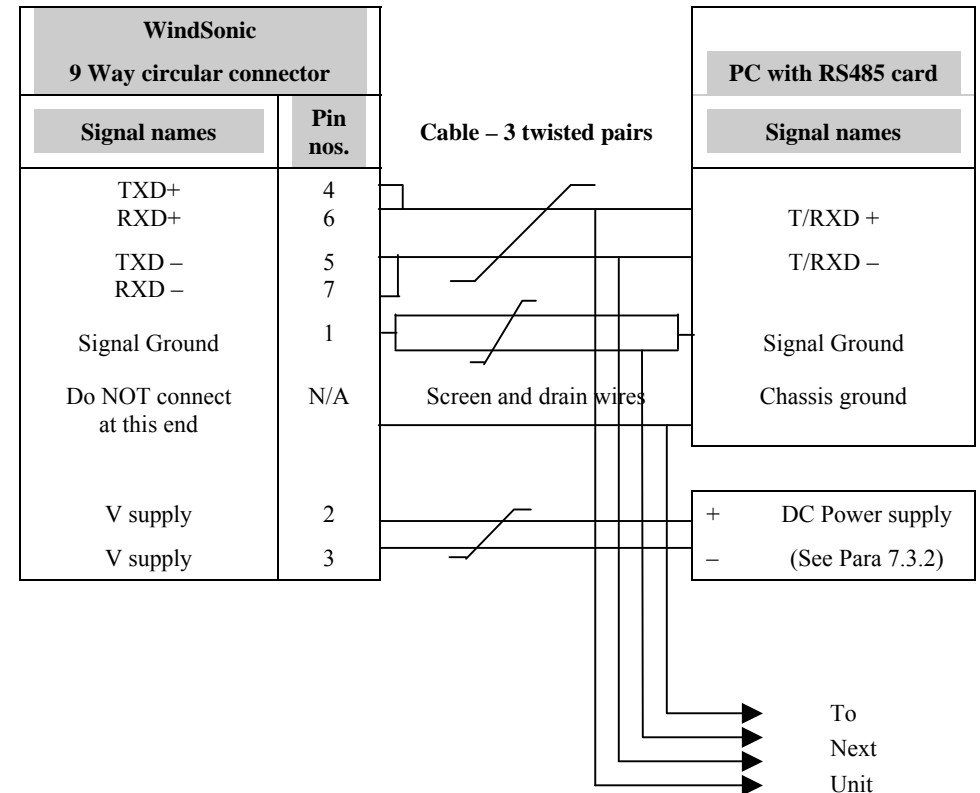 WindSonic
9 Way circular connector
PC with RS485 card
Signal names
Pin
nos.
Cable – 3 twisted pairs
Signal names
TXD+ 4
RXD+ 6 T/RXD +
TXD – 5 T/RXD –
RXD – 7
Signal Ground 1 Signal Ground
Do NOT connect N/A Screen and drain wires Chassis ground
at this end
V supply 2 + DC Power supply
V supply 3 – (See Para 7.3.2)
To
Next
Unit